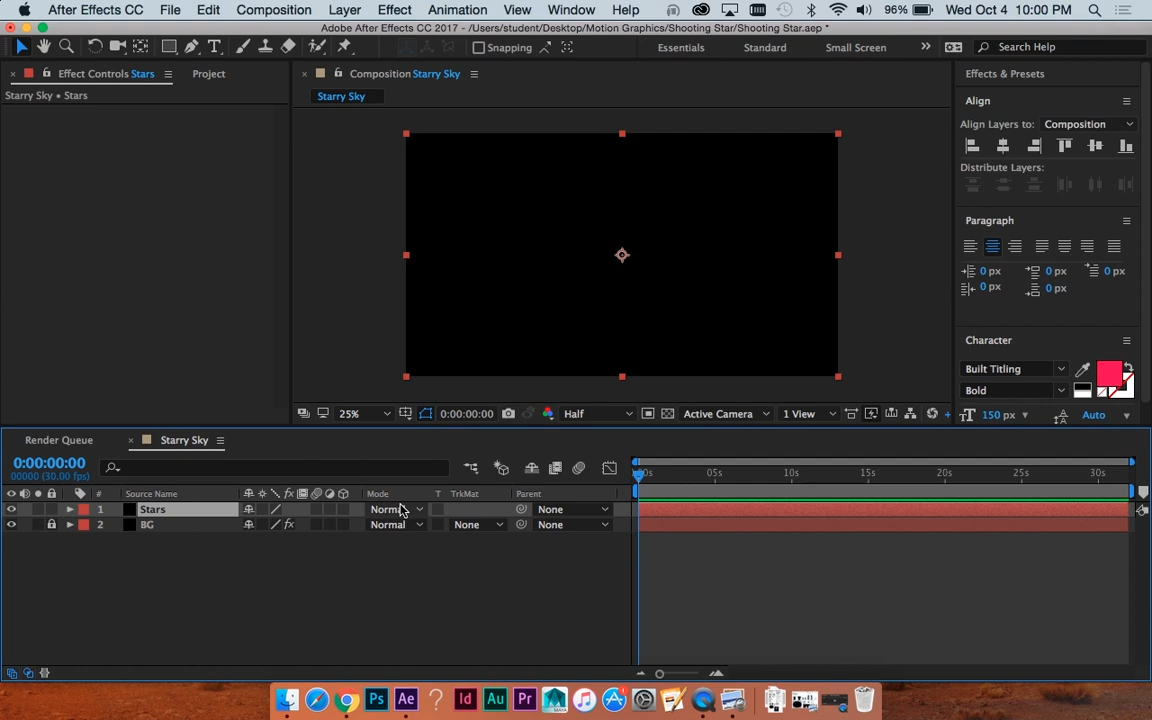 After Effects CC File Edit Composition Layer Effect Animation View Window Help 96% Wed Oct 4 10:00 PM
Adobe After Effects CC 2017 - /Users/student/Desktop/Motion Graphics/Shooting Star/Shooting Star.aep *
Snapping Essentials Standard Small Screen Search Help
Effect Controls Stars Project Composition Starry Sky Effects & Presets
Starry Sky • Stars
Starry Sky
Align
Align Layers to: Composition
Distribute Layers:
Paragraph
0 px 0 px 0 px
0 px 0 px
Character
Built Titling
Bold
25% 0:00:00:00 Half Active Camera 1 View 150 px Auto
Render Queue Starry Sky
0:00:00:00
00000 (30.00 fps)
05s 10s 15s 20s 25s 30s
# Source Name Mode T TrkMat Parent
1 Stars Normal None
2 BG Normal None None
Ps Ae ? Id Au Pr